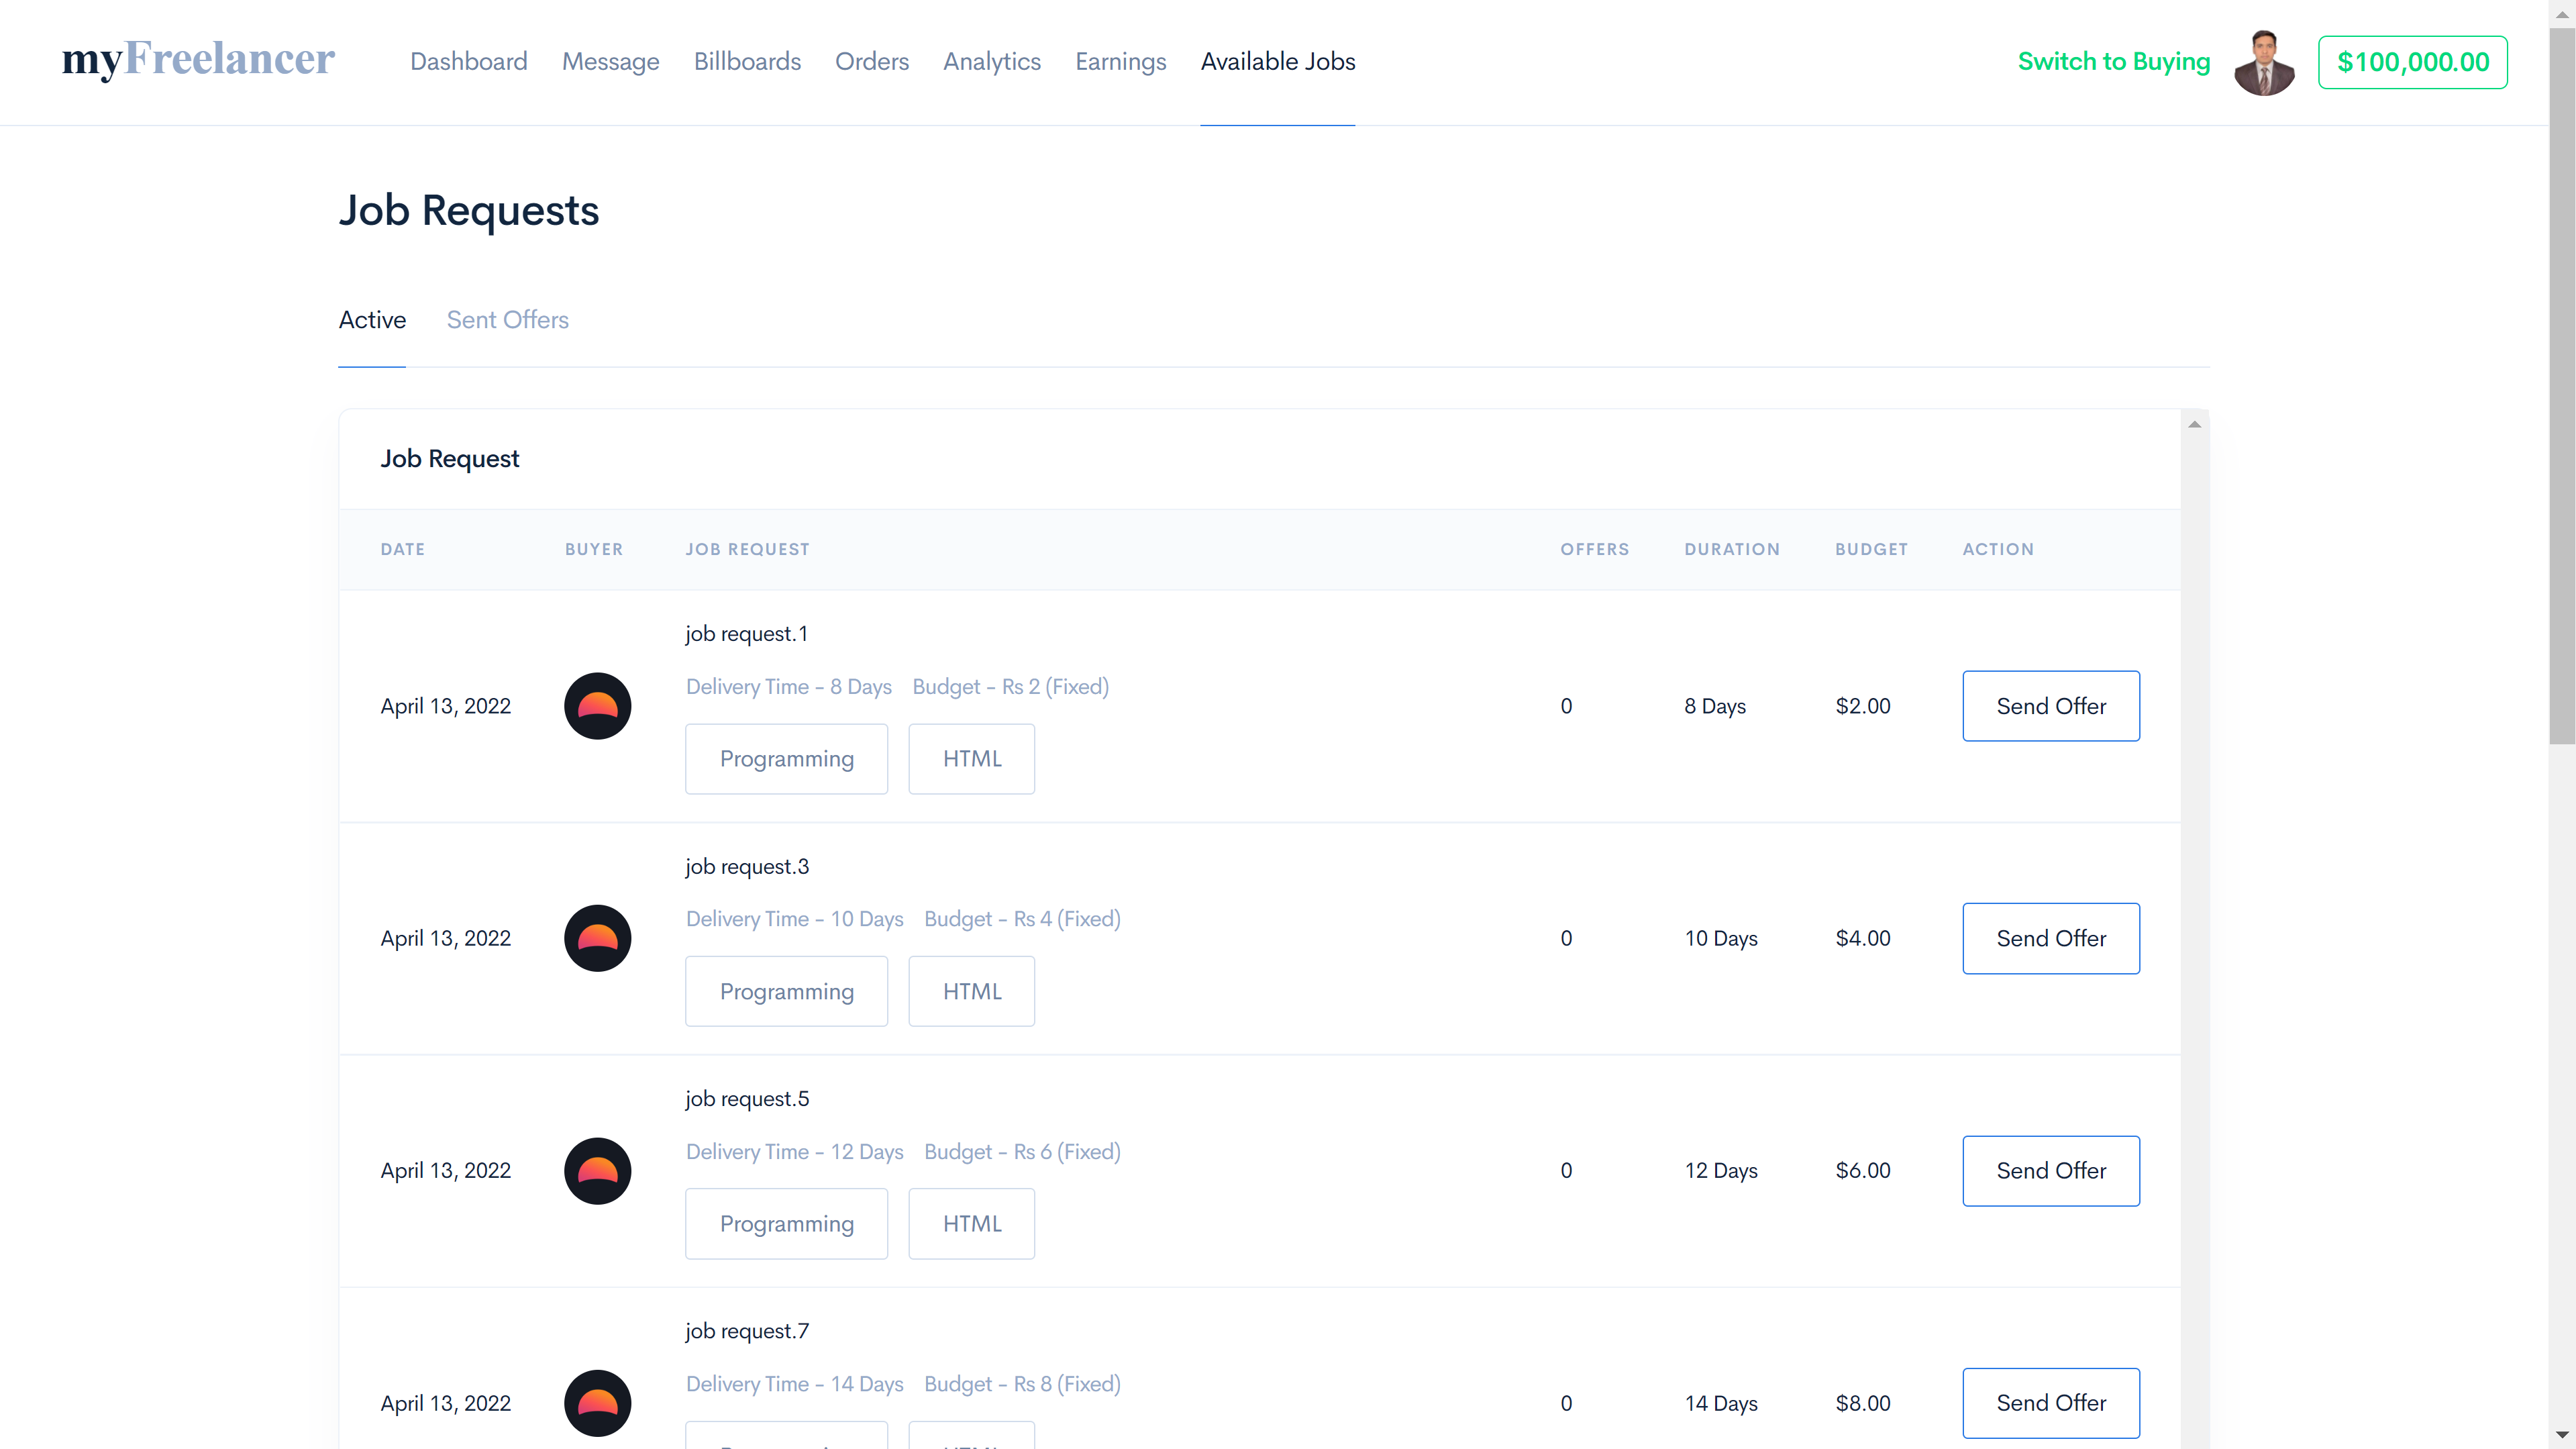 myFreelancer Dashboard Message Billboards Orders Analytics Earnings Available Jobs Switch to Buying $100,000.00
Job Requests
Active Sent Offers
Job Request
DATE BUYER JOB REQUEST OFFERS DURATION BUDGET ACTION
job request.1
Delivery Time - 8 Days Budget - Rs 2 (Fixed)
April 13, 2022 0 8 Days $2.00 Send Offer
Programming HTML
job request.3
Delivery Time - 10 Days Budget - Rs 4 (Fixed)
April 13, 2022 0 10 Days $4.00 Send Offer
Programming HTML
job request.5
Delivery Time - 12 Days Budget - Rs 6 (Fixed)
April 13, 2022 0 12 Days $6.00 Send Offer
Programming HTML
job request.7
Delivery Time - 14 Days Budget - Rs 8 (Fixed)
April 13, 2022 0 14 Days $8.00 Send Offer